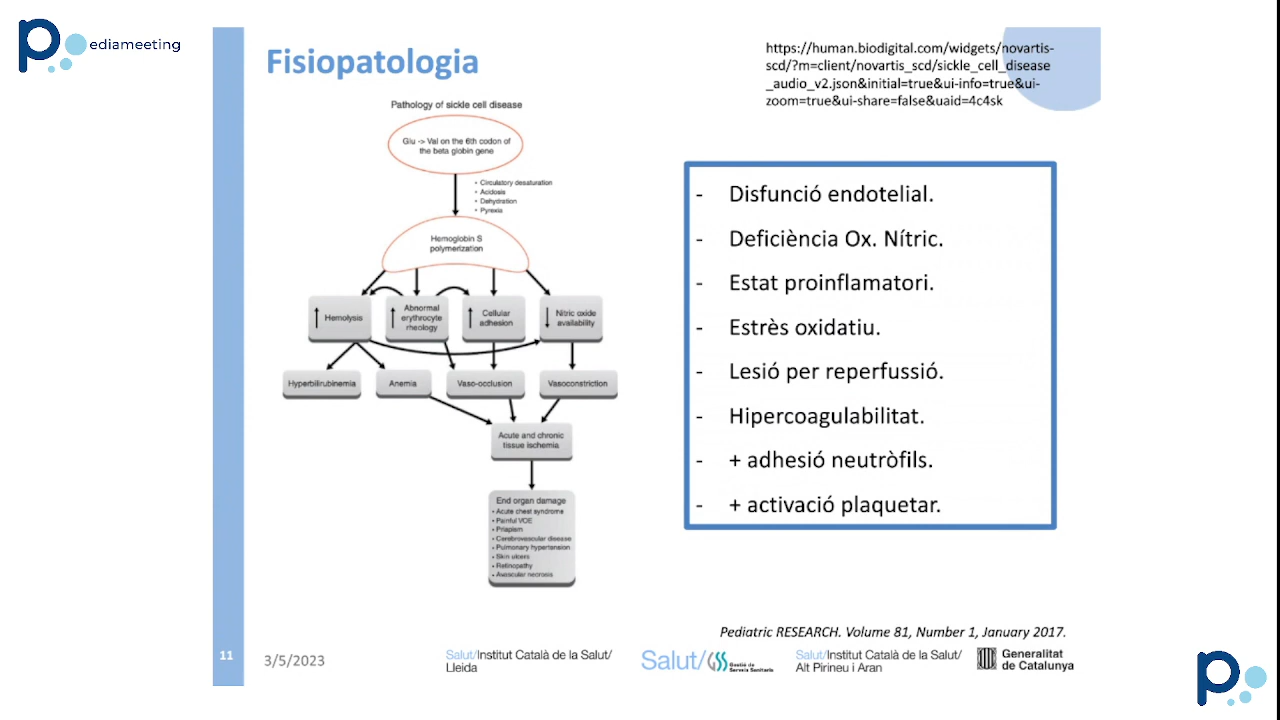 ediameeting
Fisiopatologia
https://human.biodigital.com/widgets/novartis-
scd/?m=client/novartis_scd/sickle_cell_disease
_audio_v2.json&initial=true&ui-info=true&ui-
zoom=true&ui-share=false&uaid=4c4sk
Pathology of sickle cell disease
Glu -> Val on the 6th codon of
the beta globin gene
• Circulatory desaturation
• Acidosis
• Dehydration
• Pyrexia
Hemoglobin S
polymerization
Hemolysis
Abnormal
erythrocyte
rheology
Cellular
adhesion
Nitric oxide
availability
Hyperbilirubinemia
Anemia
Vaso-occlusion
Vasoconstriction
Acute and chronic
tissue ischemia
End organ damage
• Acute chest syndrome
• Painful VOE
• Priapism
• Cerebrovascular disease
• Pulmonary hypertension
• Skin ulcers
• Retinopathy
• Avascular necrosis
- Disfunció endotelial.
- Deficiència Ox. Nítric.
- Estat proinflamatori.
- Estrès oxidatiu.
- Lesió per reperfussió.
- Hipercoagulabilitat.
- + adhesió neutròfils.
- + activació plaquetar.
Pediatric RESEARCH. Volume 81, Number 1, January 2017.
11
3/5/2023
Salut/Institut Català de la Salut/
Lleida
Salut/
Gestió de
Serveis Sanitaris
Salut/Institut Català de la Salut/
Alt Pirineu i Aran
Generalitat
de Catalunya